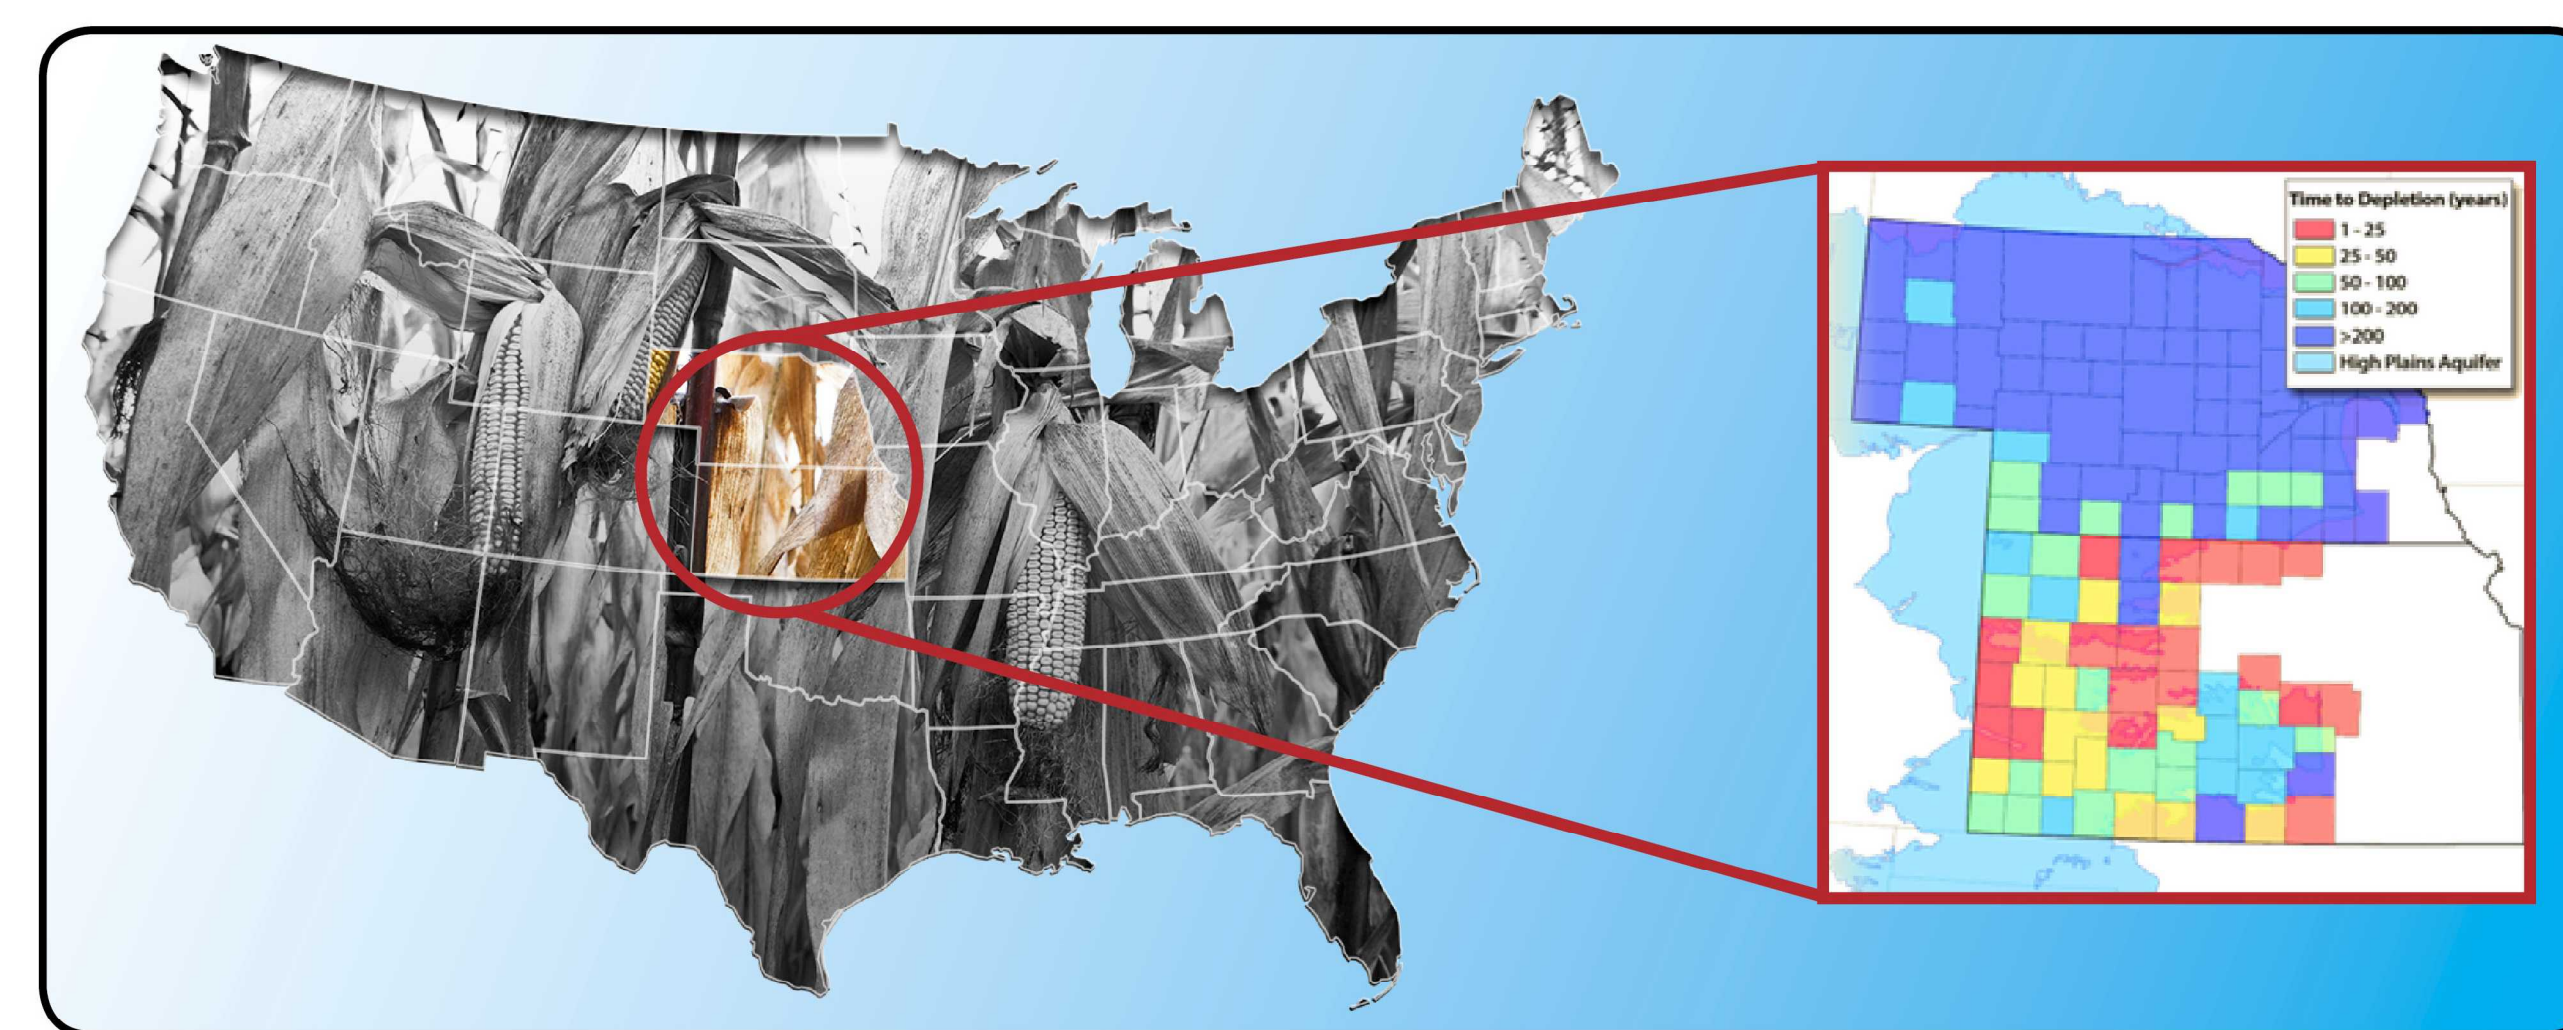 Time to Depletion (years)
1 - 25
25 - 50
50 - 100
100 - 200
>200
High Plains Aquifer